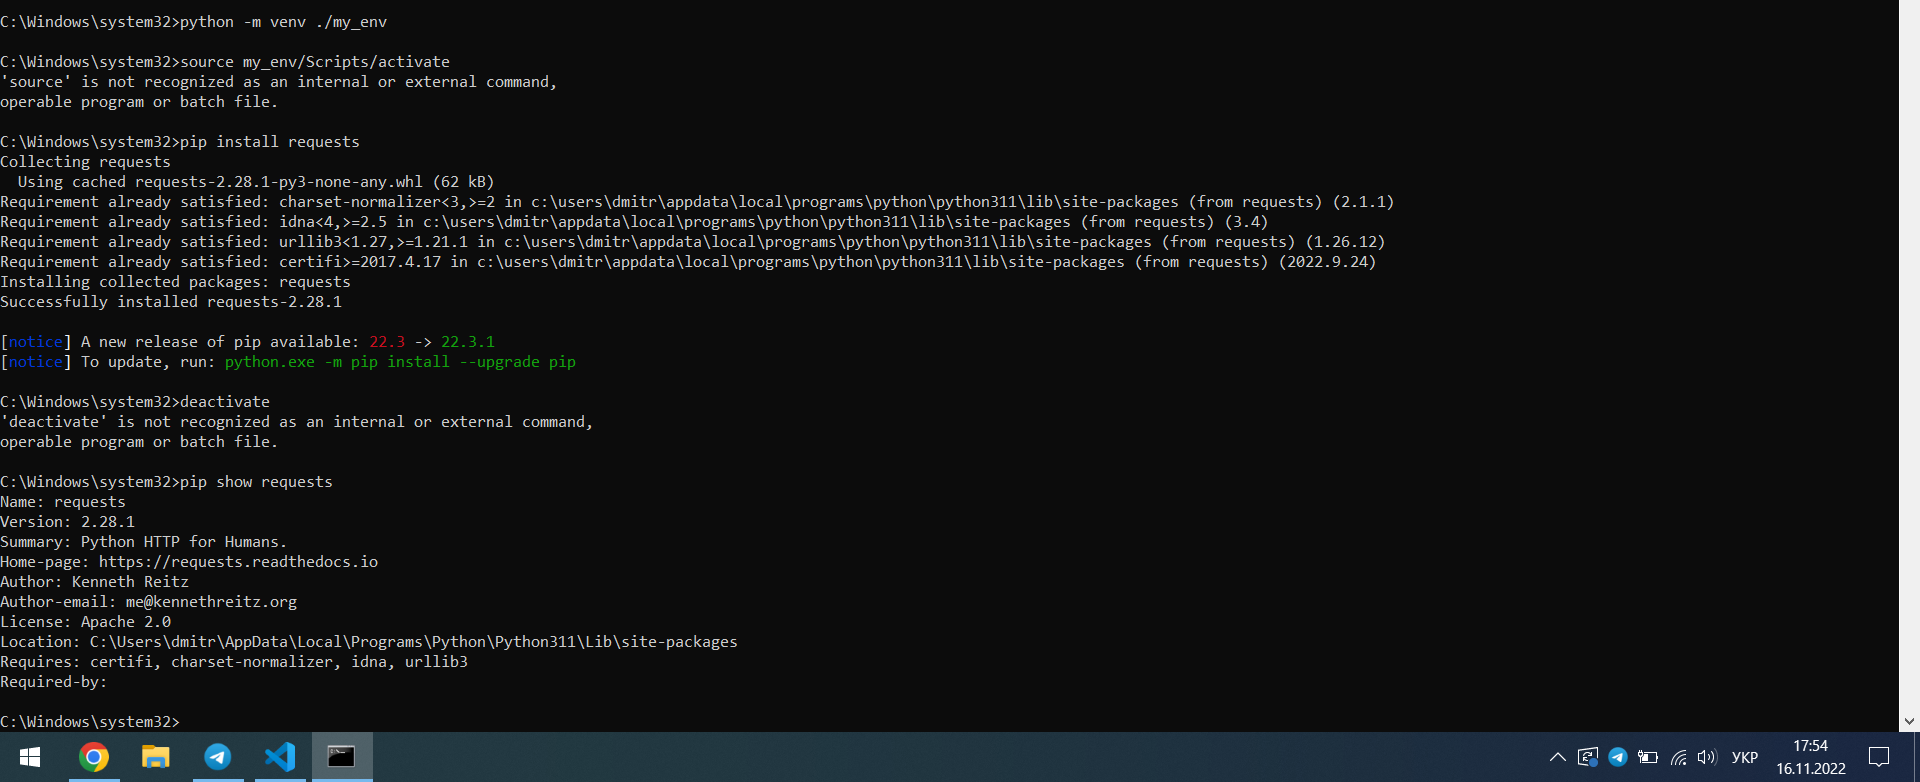 C:\Windows\system32>python -m venv ./my_env
C:\Windows\system32>source my_env/Scripts/activate
'source' is not recognized as an internal or external command,
operable program or batch file.
C:\Windows\system32>pip install requests
Collecting requests
  Using cached requests-2.28.1-py3-none-any.whl (62 kB)
Requirement already satisfied: charset-normalizer<3,>=2 in c:\users\dmitr\appdata\local\programs\python\python311\lib\site-packages (from requests) (2.1.1)
Requirement already satisfied: idna<4,>=2.5 in c:\users\dmitr\appdata\local\programs\python\python311\lib\site-packages (from requests) (3.4)
Requirement already satisfied: urllib3<1.27,>=1.21.1 in c:\users\dmitr\appdata\local\programs\python\python311\lib\site-packages (from requests) (1.26.12)
Requirement already satisfied: certifi>=2017.4.17 in c:\users\dmitr\appdata\local\programs\python\python311\lib\site-packages (from requests) (2022.9.24)
Installing collected packages: requests
Successfully installed requests-2.28.1
[notice] A new release of pip available: 22.3 -> 22.3.1
[notice] To update, run: python.exe -m pip install --upgrade pip
C:\Windows\system32>deactivate
'deactivate' is not recognized as an internal or external command,
operable program or batch file.
C:\Windows\system32>pip show requests
Name: requests
Version: 2.28.1
Summary: Python HTTP for Humans.
Home-page: https://requests.readthedocs.io
Author: Kenneth Reitz
Author-email: me@kennethreitz.org
License: Apache 2.0
Location: C:\Users\dmitr\AppData\Local\Programs\Python\Python311\Lib\site-packages
Requires: certifi, charset-normalizer, idna, urllib3
Required-by:
C:\Windows\system32>
УКР
17:54
16.11.2022